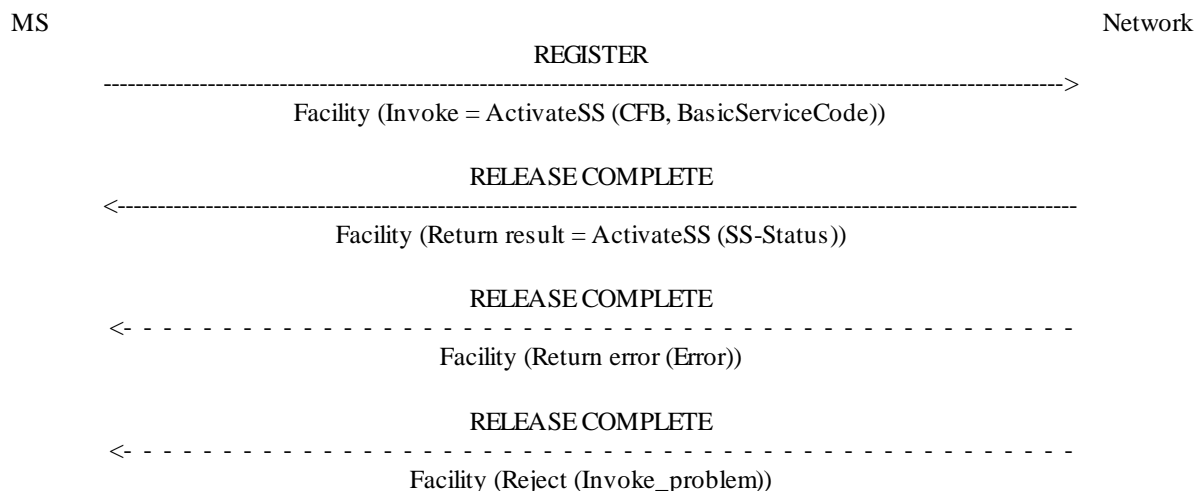 MS Network
REGISTER
Facility (Invoke = ActivateSS (CFB, BasicServiceCode))
RELEASE COMPLETE
Facility (Return result = ActivateSS (SS-Status))
RELEASE COMPLETE
Facility (Return error (Error))
RELEASE COMPLETE
Facility (Reject (Invoke_problem))